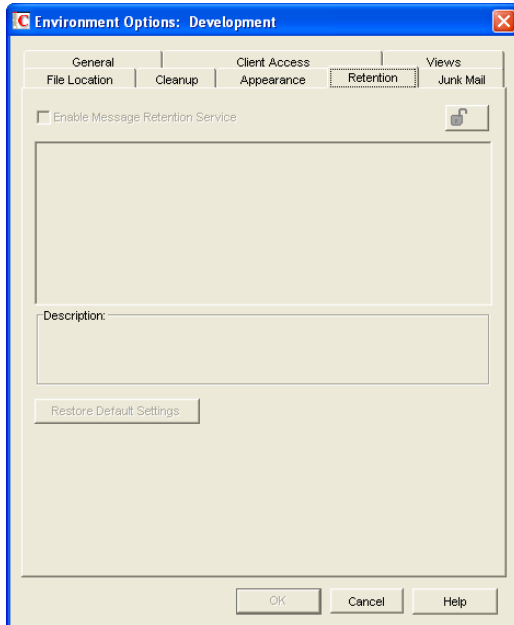 Environment Options: Development
General Client Access Views
File Location Cleanup Appearance Retention Junk Mail
Enable Message Retention Service
Description:
Restore Default Settings
OK Cancel Help